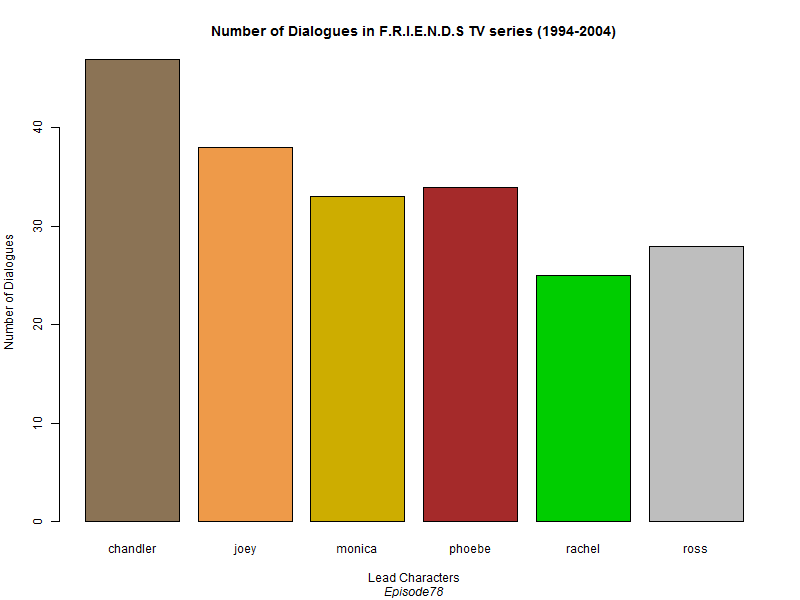 Number of Dialogues in F.R.I.E.N.D.S TV series (1994-2004)
Number of Dialogues
40
30
20
10
0
chandler joey monica phoebe rachel ross
Lead Characters
Episode78